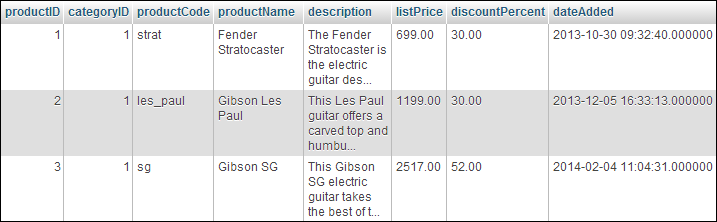 productID categoryID productCode productName description listPrice discountPercent dateAdded
1 1 strat Fender The Fender 699.00 30.00 2013-10-30 09:32:40.000000
Stratocaster Stratocaster is
the electric
guitar des...
2 1 les_paul Gibson Les This Les Paul 1199.00 30.00 2013-12-05 16:33:13.000000
Paul guitar offers a
carved top and
humbu...
3 1 sg Gibson SG This Gibson 2517.00 52.00 2014-02-04 11:04:31.000000
SG electric
guitar takes
the best of t...